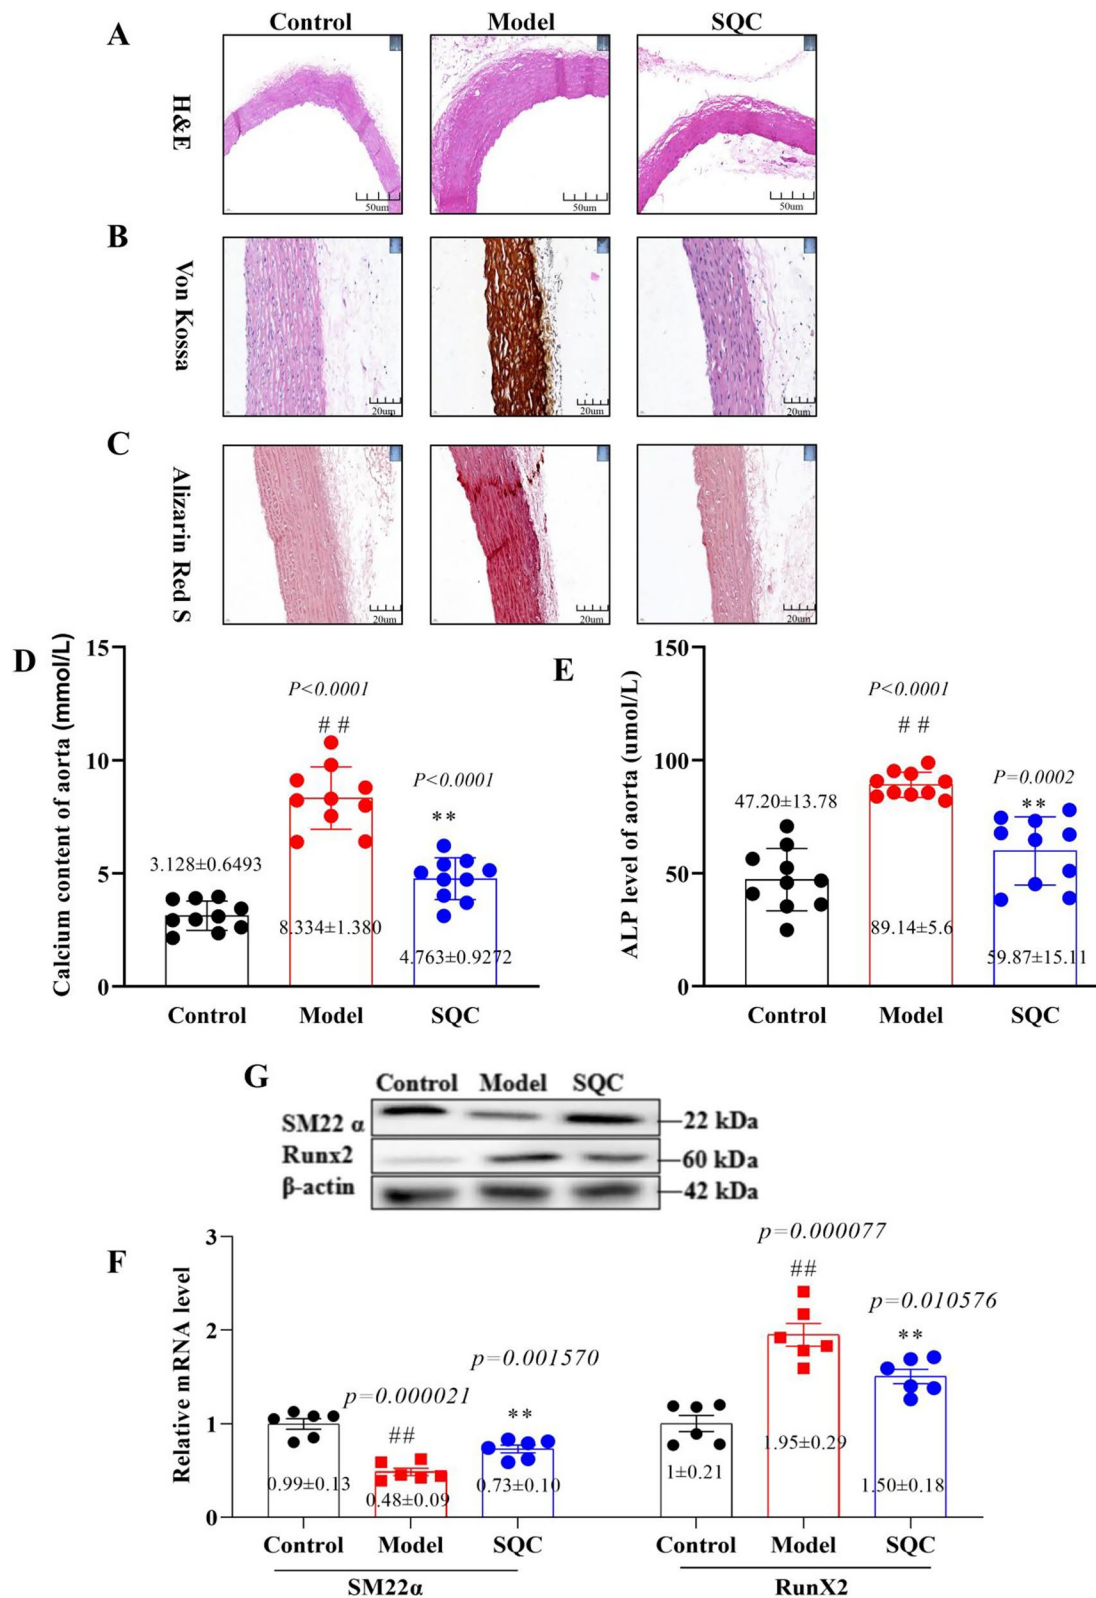 A
Control
Model
SQC
H&E
50um
50um
50um
B
Von Kossa
20um
20um
20um
C
Alizarin Red S
20um
20um
20um
D
Calcium content of aorta (mmol/L)
15
10
5
0
P<0.0001
# #
P<0.0001
**
3.128±0.6493
8.334±1.380
4.763±0.9272
Control
Model
SQC
E
ALP level of aorta (umol/L)
150
100
50
0
P<0.0001
# #
P=0.0002
**
47.20±13.78
89.14±5.6
59.87±15.11
Control
Model
SQC
G
Control
Model
SQC
SM22 α
22 kDa
Runx2
60 kDa
β-actin
42 kDa
F
Relative mRNA level
3
2
1
0
p=0.000077
##
p=0.010576
**
p=0.001570
**
p=0.000021
##
0.99±0.13
0.48±0.09
0.73±0.10
1±0.21
1.95±0.29
1.50±0.18
Control
Model
SQC
Control
Model
SQC
SM22α
RunX2